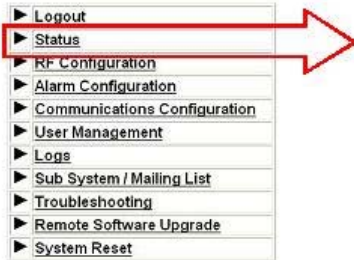 Logout
Status
RF Configuration
Alarm Configuration
Communications Configuration
User Management
Logs
Sub System / Mailing List
Troubleshooting
Remote Software Upgrade
System Reset